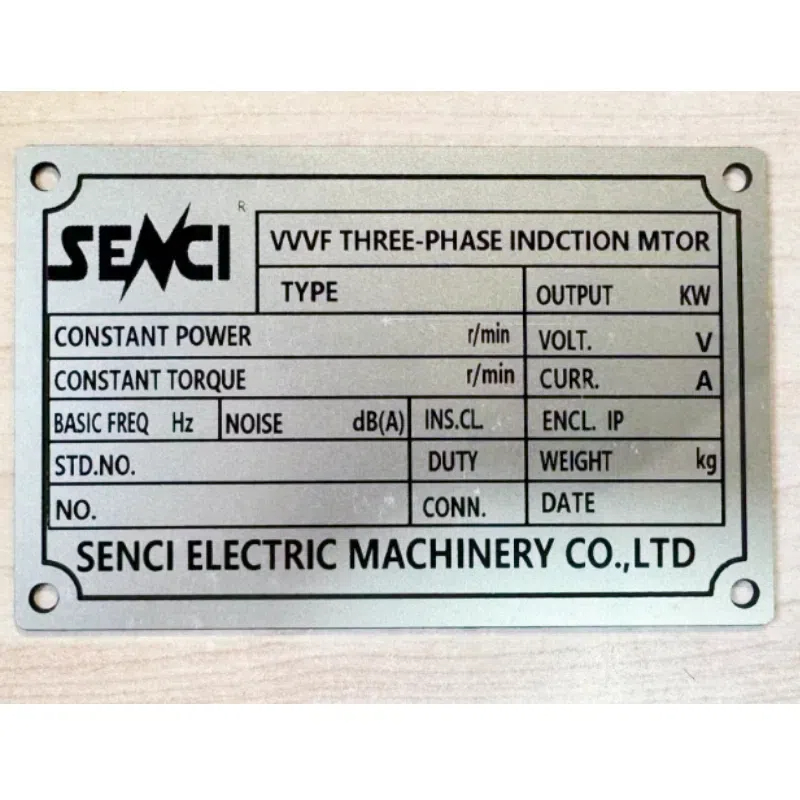 SENCI R
VVVF THREE-PHASE INDCTION MTOR
TYPE OUTPUT KW
CONSTANT POWER r/min VOLT. V
CONSTANT TORQUE r/min CURR. A
BASIC FREQ Hz NOISE dB(A) INS.CL. ENCL. IP
STD.NO. DUTY WEIGHT kg
NO. CONN. DATE
SENCI ELECTRIC MACHINERY CO.,LTD